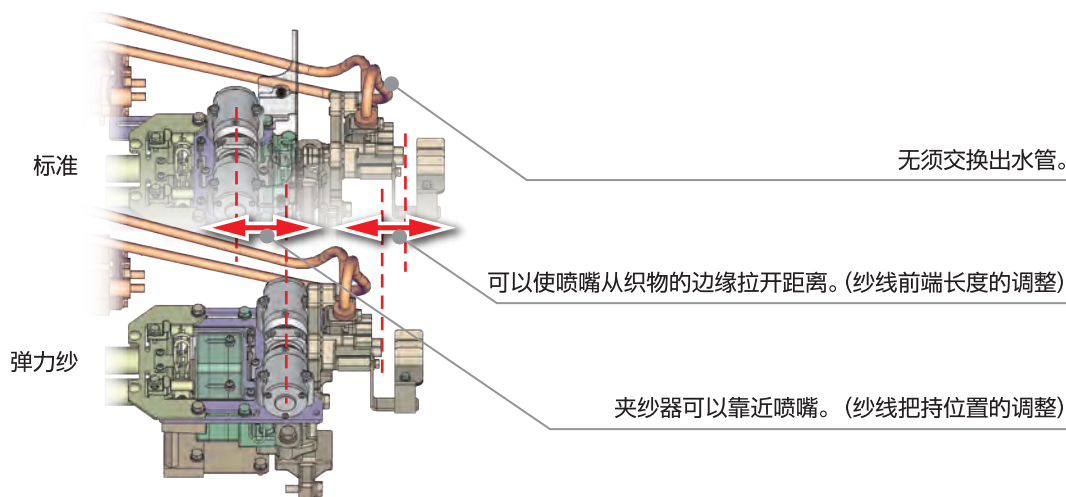 标准
无须交换出水管。
可以使喷嘴从织物的边缘拉开距离。(纱线前端长度的调整)
弹力纱
夹纱器可以靠近喷嘴。(纱线把持位置的调整)